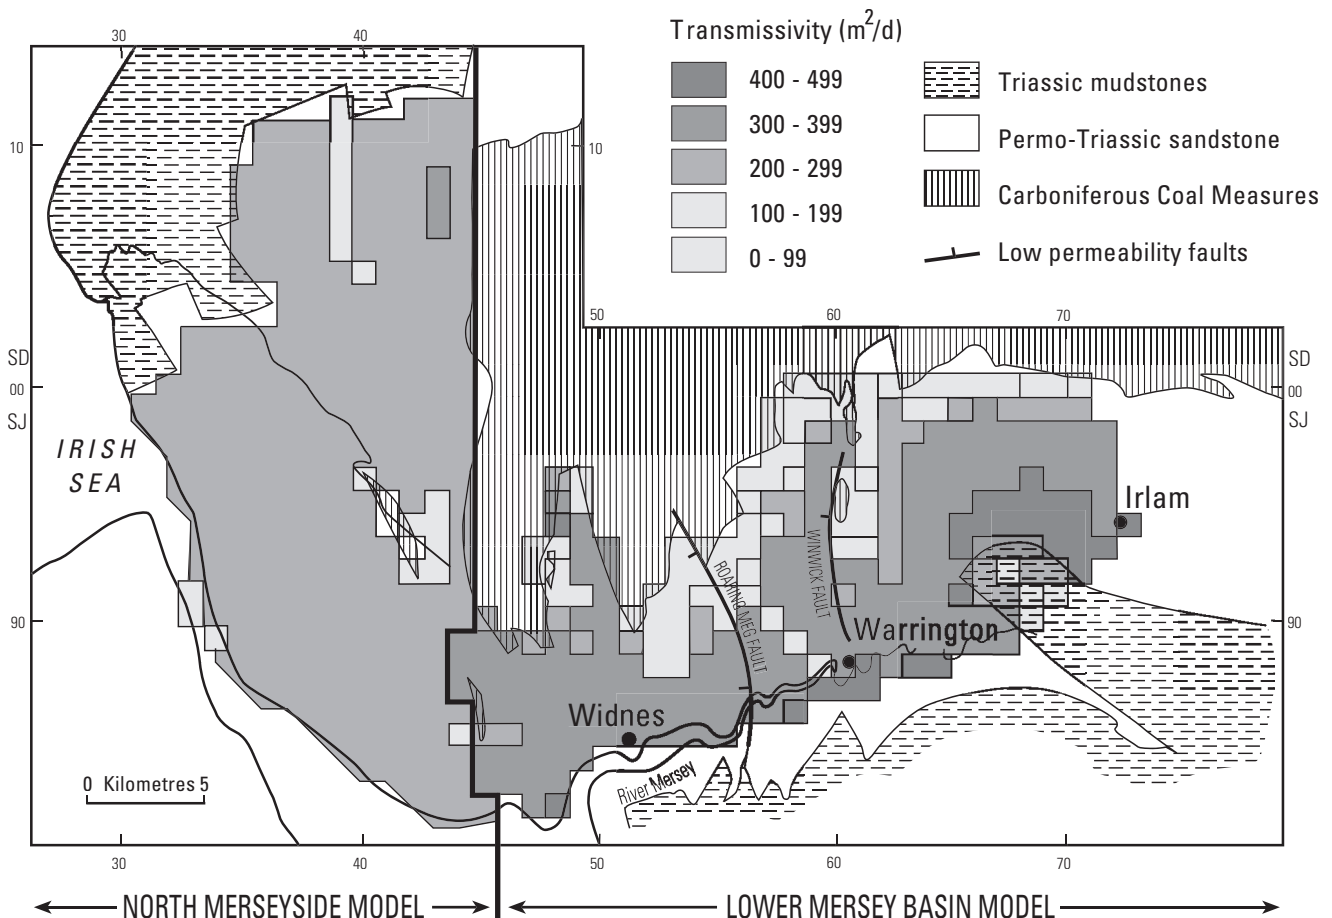 Transmissivity (m²/d)
400 - 499
300 - 399
200 - 299
100 - 199
0 - 99
Triassic mudstones
Permo-Triassic sandstone
Carboniferous Coal Measures
Low permeability faults
30
40
10
10
50
60
70
SD
00
SJ
SD
00
SJ
IRISH
SEA
Irlam
WINWICK FAULT
ROARING MEG FAULT
90
Warrington
90
Widnes
River Mersey
0 Kilometres 5
30
40
50
60
70
NORTH MERSEYSIDE MODEL
LOWER MERSEY BASIN MODEL